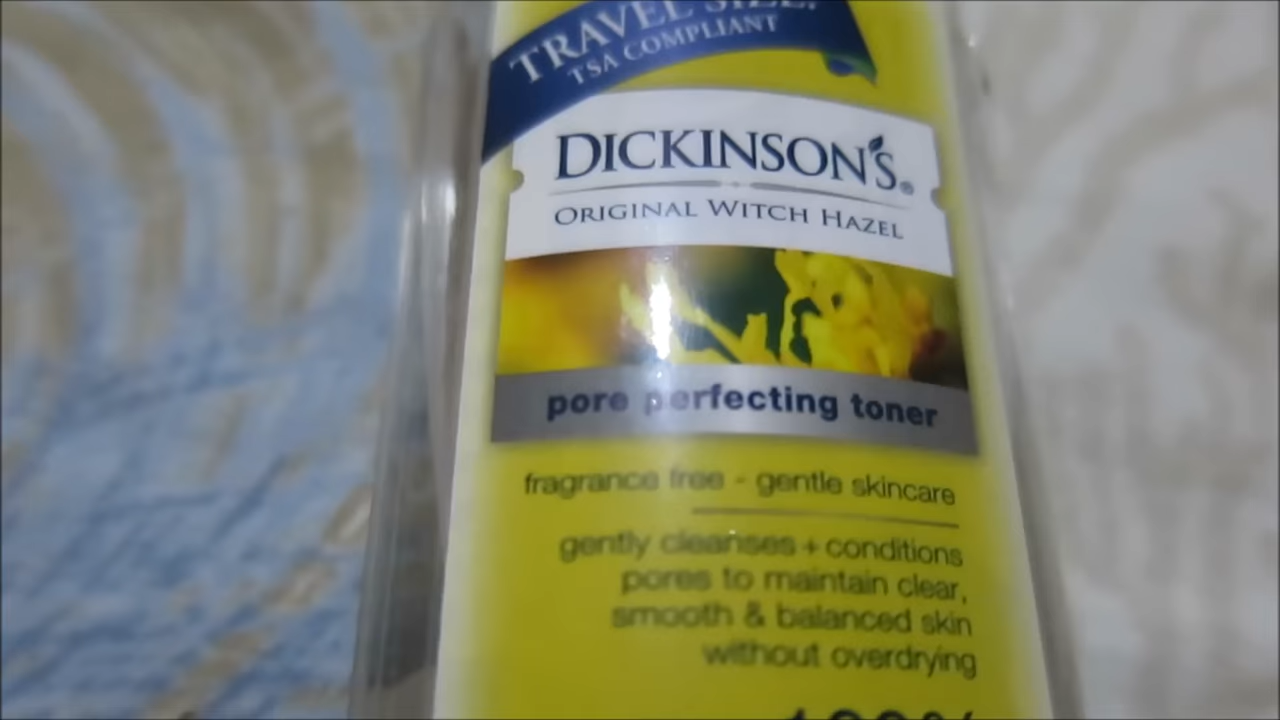 TRAVEL SIZE!
TSA COMPLIANT
DICKINSON'S®
ORIGINAL WITCH HAZEL
pore perfecting toner
fragrance free - gentle skincare
gently cleanses + conditions
pores to maintain clear,
smooth & balanced skin
without overdrying